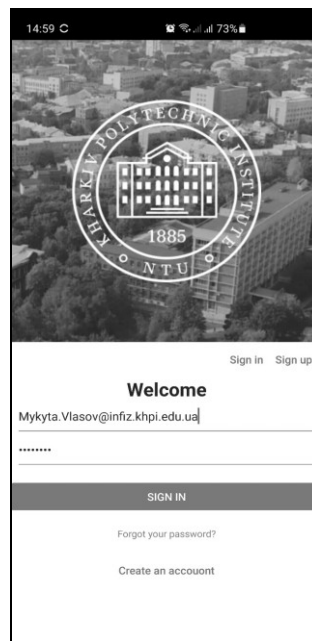 14:59 73%
KHARKIV POLYTECHNIC INSTITUTE
1885
NTU
Sign in Sign up
Welcome
Mykyta.Vlasov@infiz.khpi.edu.ua
••••••••
SIGN IN
Forgot your password?
Create an accouont